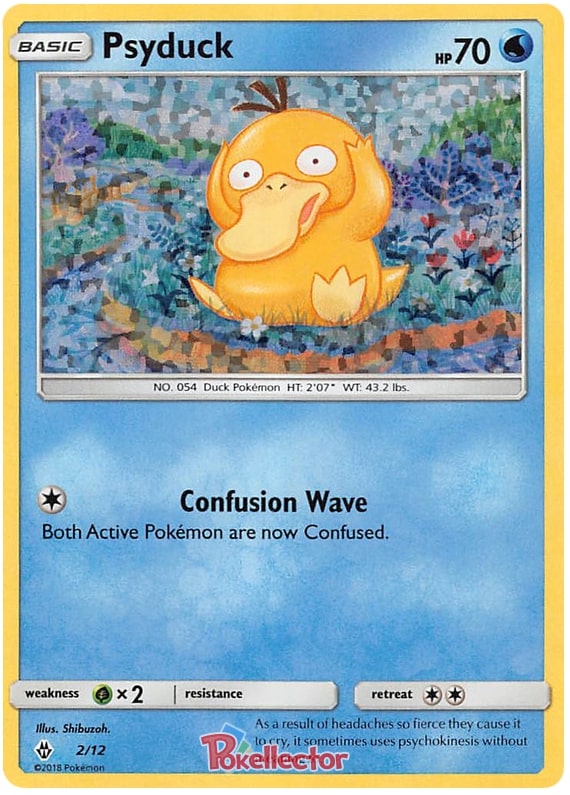 BASIC Psyduck HP 70
NO. 054 Duck Pokémon HT: 2'07" WT: 43.2 lbs.
Confusion Wave
Both Active Pokémon are now Confused.
weakness ×2 resistance retreat
Illus. Shibuzoh.
2/12
©2018 Pokémon
As a result of headaches so fierce they cause it
to cry, it sometimes uses psychokinesis without
Pokellector